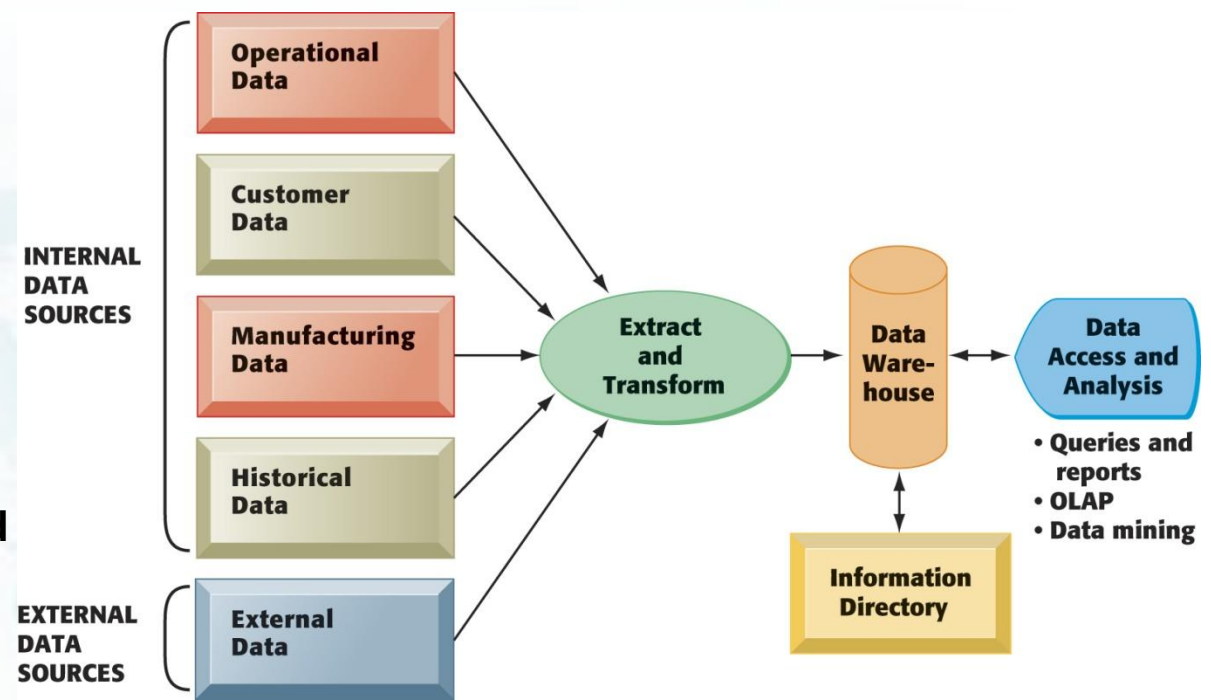 INTERNAL
DATA
SOURCES
Operational
Data
Customer
Data
Manufacturing
Data
Historical
Data
EXTERNAL
DATA
SOURCES
External
Data
Extract
and
Transform
Data
Ware-
house
Information
Directory
Data
Access and
Analysis
• Queries and
reports
• OLAP
• Data mining